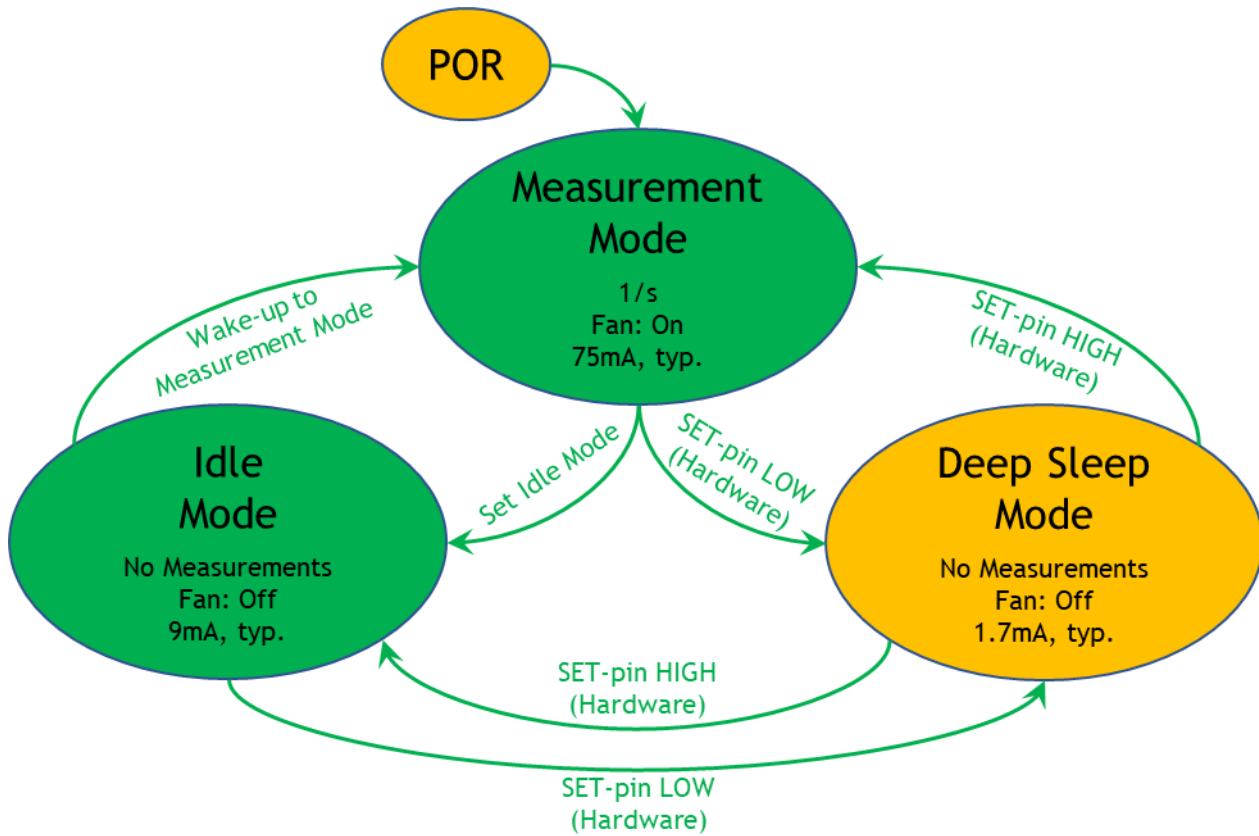 POR
Measurement
Mode
1/s
Fan: On
75mA, typ.
Wake-up to
Measurement Mode
SET-pin HIGH
(Hardware)
Set Idle Mode
SET-pin LOW
(Hardware)
Idle
Mode
No Measurements
Fan: Off
9mA, typ.
Deep Sleep
Mode
No Measurements
Fan: Off
1.7mA, typ.
SET-pin HIGH
(Hardware)
SET-pin LOW
(Hardware)